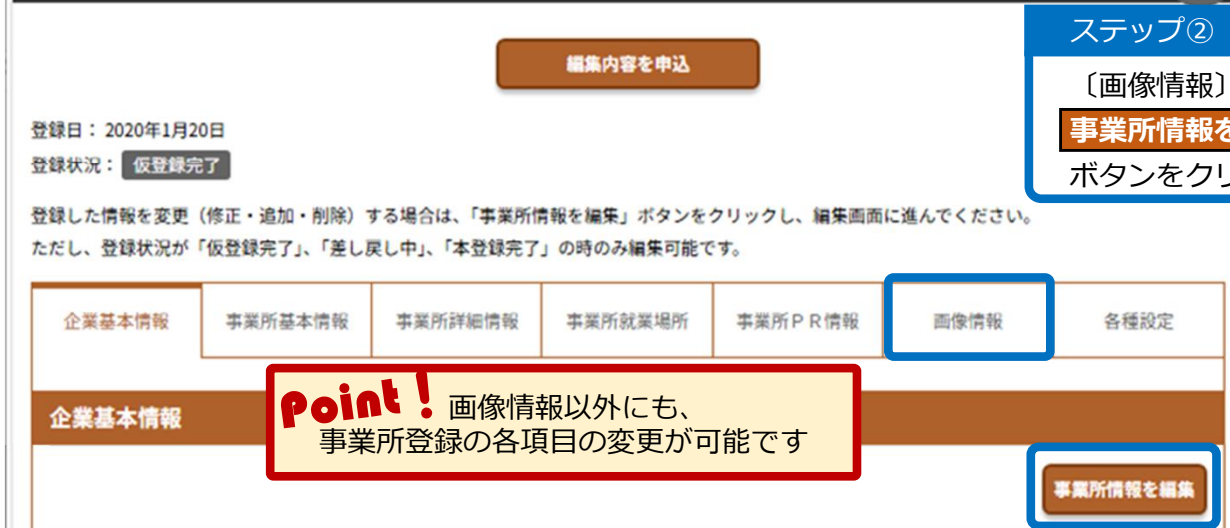 編集内容を申込
ステップ②
〔画像情報〕
事業所情報を
ボタンをクリ
登録日：2020年1月20日
登録状況： 仮登録完了
登録した情報を変更（修正・追加・削除）する場合は、「事業所情報を編集」ボタンをクリックし、編集画面に進んでください。
ただし、登録状況が「仮登録完了」、「差し戻し中」、「本登録完了」の時のみ編集可能です。
企業基本情報 事業所基本情報 事業所詳細情報 事業所就業場所 事業所ＰＲ情報 画像情報 各種設定
企業基本情報
Point！画像情報以外にも、
事業所登録の各項目の変更が可能です
事業所情報を編集